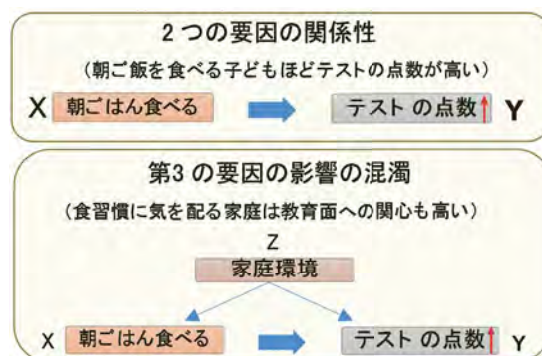 2つの要因の関係性
(朝ご飯を食べる子どもほどテストの点数が高い)
X 朝ごはん食べる テストの点数 Y
第3の要因の影響の混濁
(食習慣に気を配る家庭は教育面への関心も高い)
Z
家庭環境
X 朝ごはん食べる テストの点数 Y